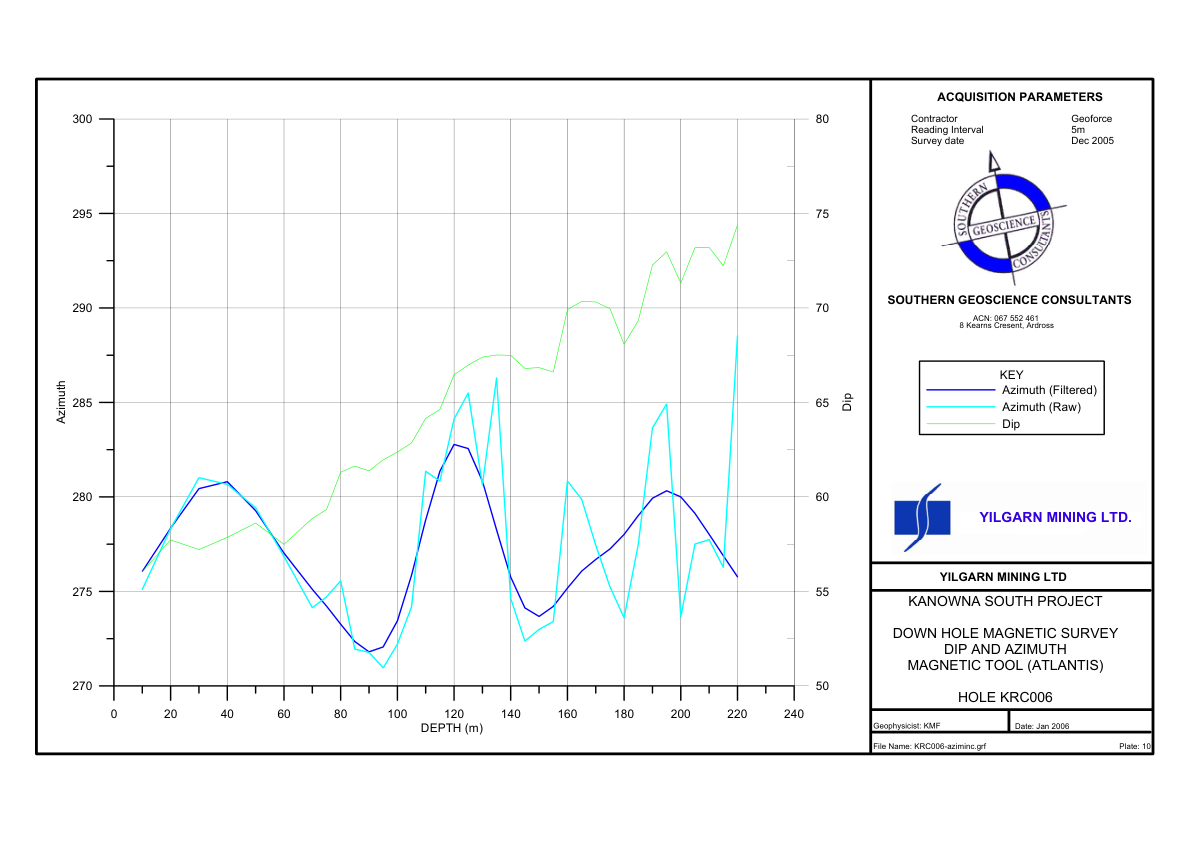 300
295
290
285
280
275
270
Azimuth
80
75
70
65
60
55
50
Dip
0 20 40 60 80 100 120 140 160 180 200 220 240
DEPTH (m)
ACQUISITION PARAMETERS
Contractor Geoforce
Reading Interval 5m
Survey date Dec 2005
SOUTHERN
GEOSCIENCE
CONSULTANTS
SOUTHERN GEOSCIENCE CONSULTANTS
ACN: 067 552 461
8 Kearns Cresent, Ardross
KEY
Azimuth (Filtered)
Azimuth (Raw)
Dip
YILGARN MINING LTD.
YILGARN MINING LTD
KANOWNA SOUTH PROJECT
DOWN HOLE MAGNETIC SURVEY
DIP AND AZIMUTH
MAGNETIC TOOL (ATLANTIS)
HOLE KRC006
Geophysicist: KMF Date: Jan 2006
File Name: KRC006-aziminc.grf Plate: 10